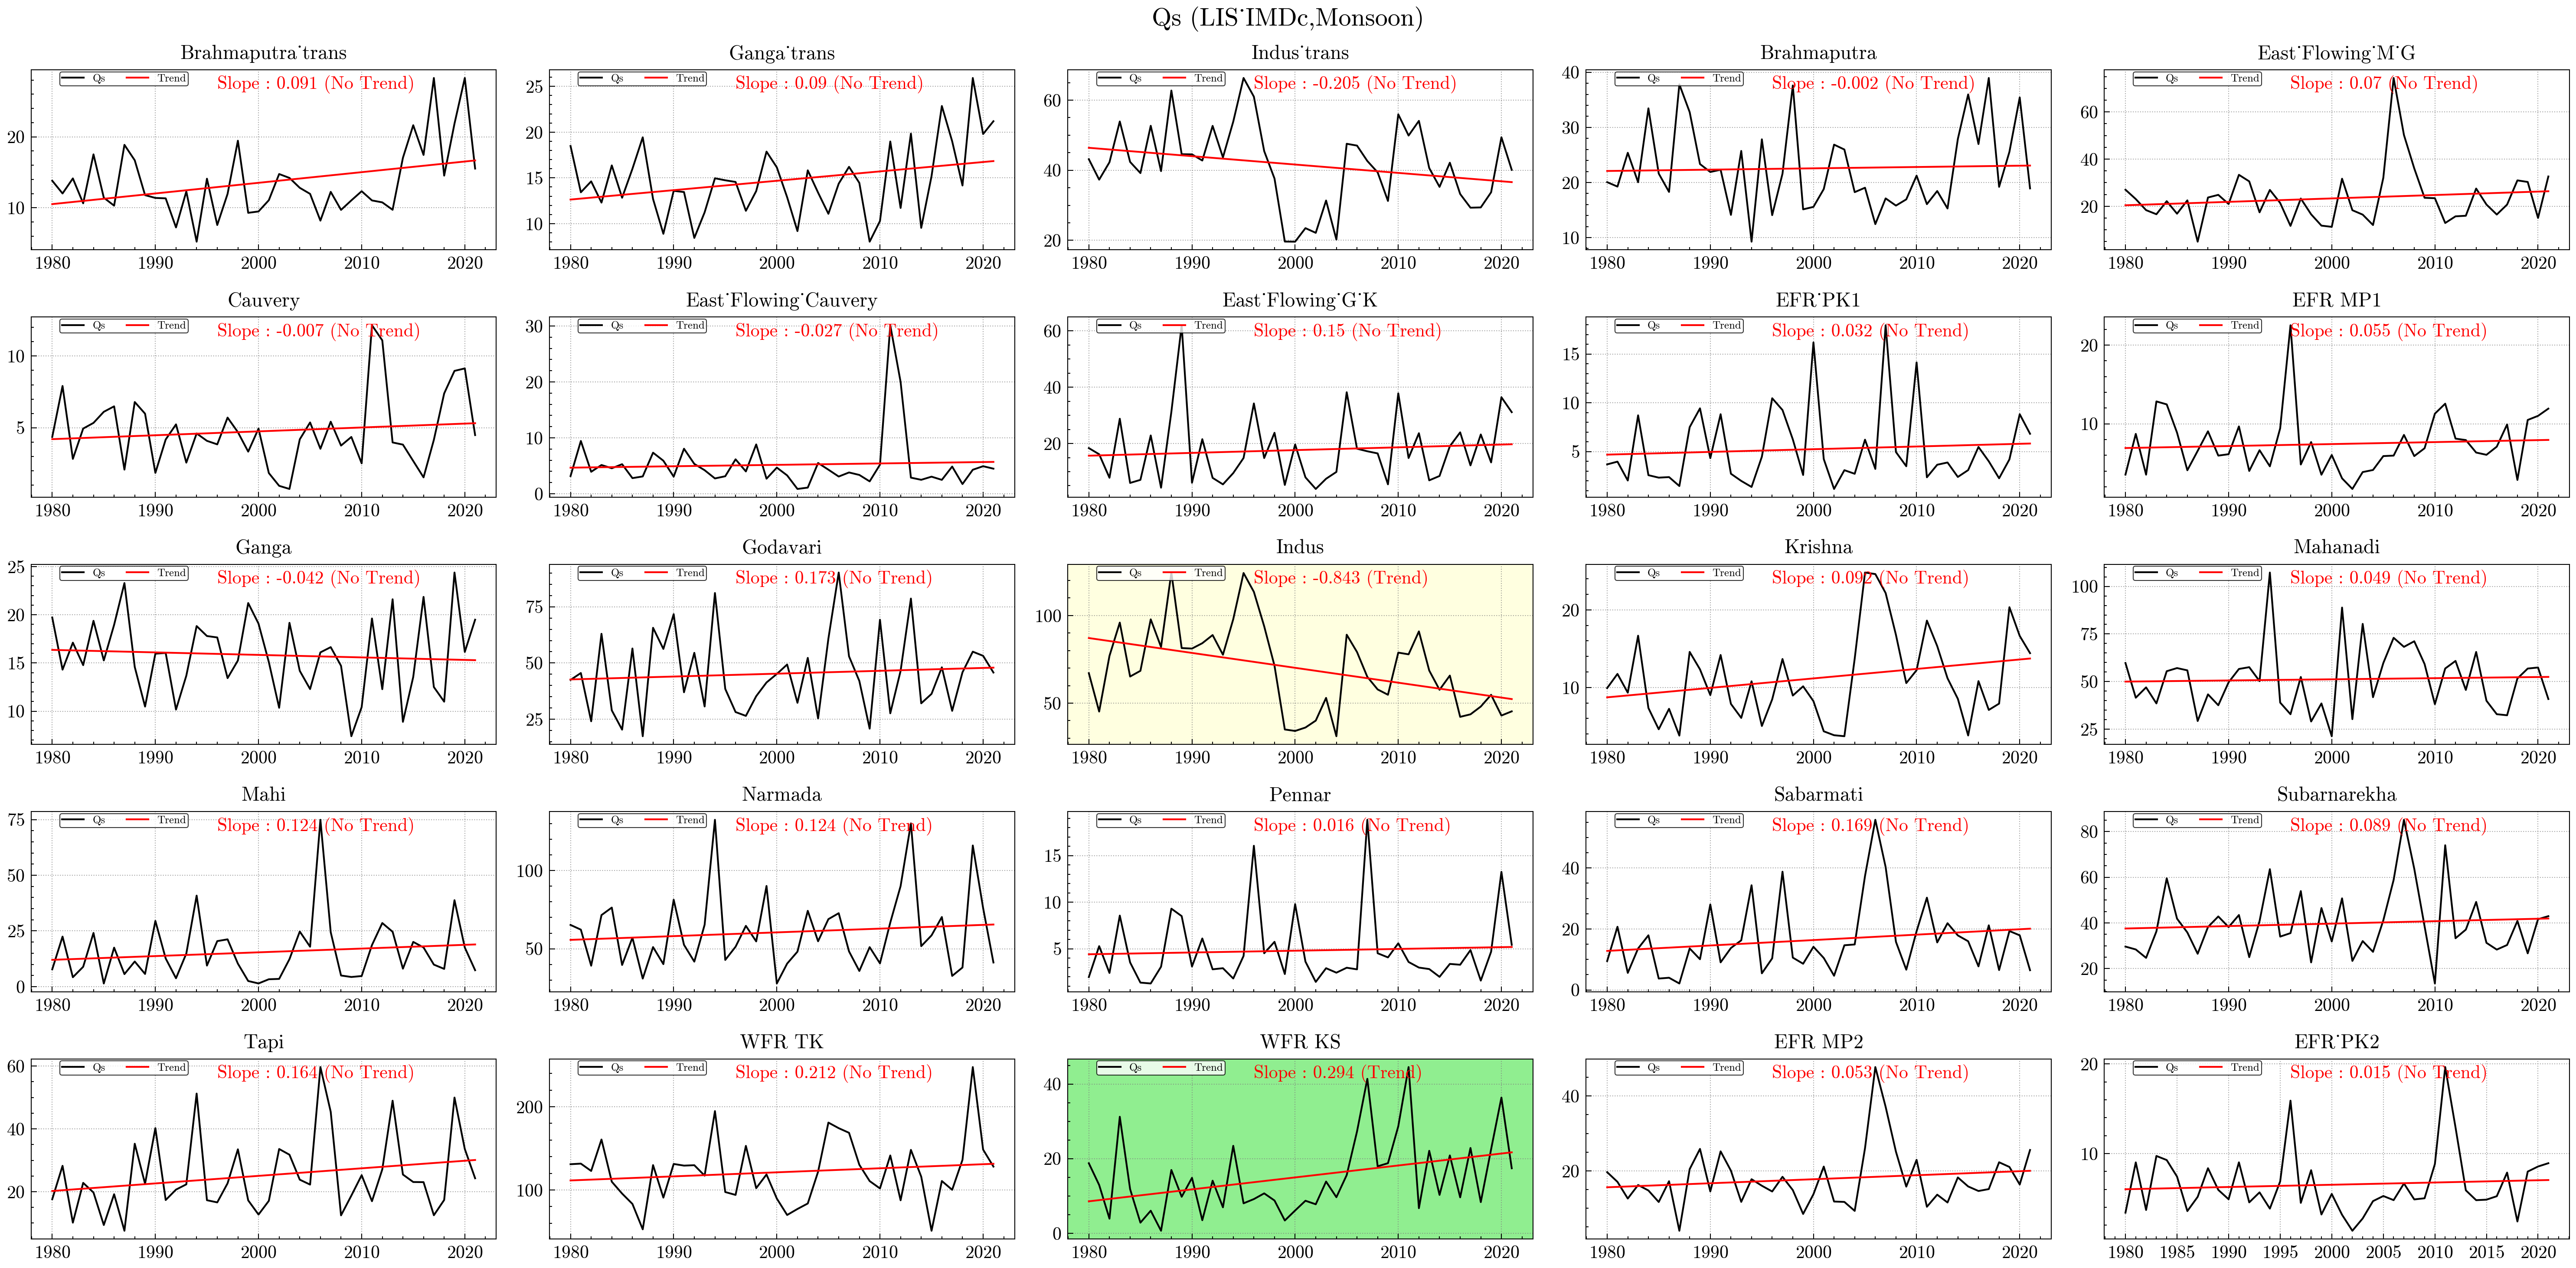 Qs (LIS˙IMDc,Monsoon)
Brahmaputra˙trans
Qs Trend
Slope : 0.091 (No Trend)
20
10
1980 1990 2000 2010 2020
Ganga˙trans
Qs Trend
Slope : 0.09 (No Trend)
25
20
15
10
1980 1990 2000 2010 2020
Indus˙trans
Qs Trend
Slope : -0.205 (No Trend)
60
40
20
1980 1990 2000 2010 2020
Brahmaputra
Qs Trend
Slope : -0.002 (No Trend)
40
30
20
10
1980 1990 2000 2010 2020
East˙Flowing˙M˙G
Qs Trend
Slope : 0.07 (No Trend)
60
40
20
1980 1990 2000 2010 2020
Cauvery
Qs Trend
Slope : -0.007 (No Trend)
10
5
1980 1990 2000 2010 2020
East˙Flowing˙Cauvery
Qs Trend
Slope : -0.027 (No Trend)
30
20
10
0
1980 1990 2000 2010 2020
East˙Flowing˙G˙K
Qs Trend
Slope : 0.15 (No Trend)
60
40
20
1980 1990 2000 2010 2020
EFR˙PK1
Qs Trend
Slope : 0.032 (No Trend)
15
10
5
1980 1990 2000 2010 2020
EFR MP1
Qs Trend
Slope : 0.055 (No Trend)
20
10
1980 1990 2000 2010 2020
Ganga
Qs Trend
Slope : -0.042 (No Trend)
25
20
15
10
1980 1990 2000 2010 2020
Godavari
Qs Trend
Slope : 0.173 (No Trend)
75
50
25
1980 1990 2000 2010 2020
Indus
Qs Trend
Slope : -0.843 (Trend)
100
50
1980 1990 2000 2010 2020
Krishna
Qs Trend
Slope : 0.092 (No Trend)
20
10
1980 1990 2000 2010 2020
Mahanadi
Qs Trend
Slope : 0.049 (No Trend)
100
75
50
25
1980 1990 2000 2010 2020
Mahi
Qs Trend
Slope : 0.124 (No Trend)
75
50
25
0
1980 1990 2000 2010 2020
Narmada
Qs Trend
Slope : 0.124 (No Trend)
100
50
1980 1990 2000 2010 2020
Pennar
Qs Trend
Slope : 0.016 (No Trend)
15
10
5
1980 1990 2000 2010 2020
Sabarmati
Qs Trend
Slope : 0.169 (No Trend)
40
20
0
1980 1990 2000 2010 2020
Subarnarekha
Qs Trend
Slope : 0.089 (No Trend)
80
60
40
20
1980 1990 2000 2010 2020
Tapi
Qs Trend
Slope : 0.164 (No Trend)
60
40
20
1980 1990 2000 2010 2020
WFR TK
Qs Trend
Slope : 0.212 (No Trend)
200
100
1980 1990 2000 2010 2020
WFR KS
Qs Trend
Slope : 0.294 (Trend)
40
20
0
1980 1990 2000 2010 2020
EFR MP2
Qs Trend
Slope : 0.053 (No Trend)
40
20
1980 1990 2000 2010 2020
EFR˙PK2
Qs Trend
Slope : 0.015 (No Trend)
20
10
1980 1985 1990 1995 2000 2005 2010 2015 2020